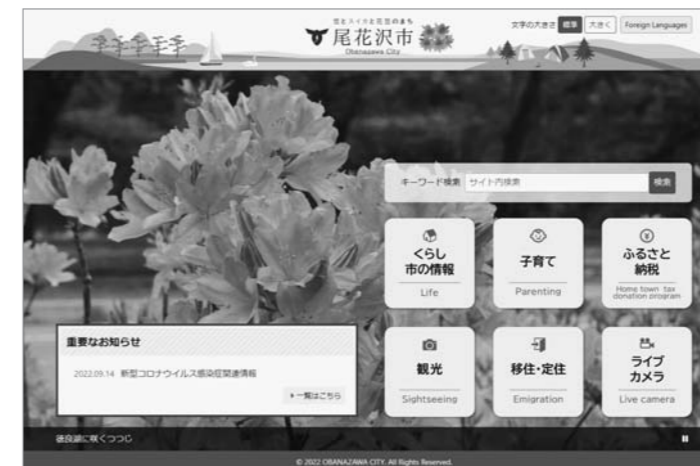 雪とスイカと花笠のまち
尾花沢市
Obanazawa City
文字の大きさ 標準 大きく Foreign Languages
キーワード検索 サイト内検索 検索
くらし
市の情報
Life
子育て
Parenting
ふるさと
納税
Home town tax
donation program
重要なお知らせ
2022.09.14 新型コロナウイルス感染症関連情報
一覧はこちら
観光
Sightseeing
移住・定住
Emigration
ライブ
カメラ
Live camera
徳良湖に咲くつつじ
© 2022 OBANAZAWA CITY. All Rights Reserved.